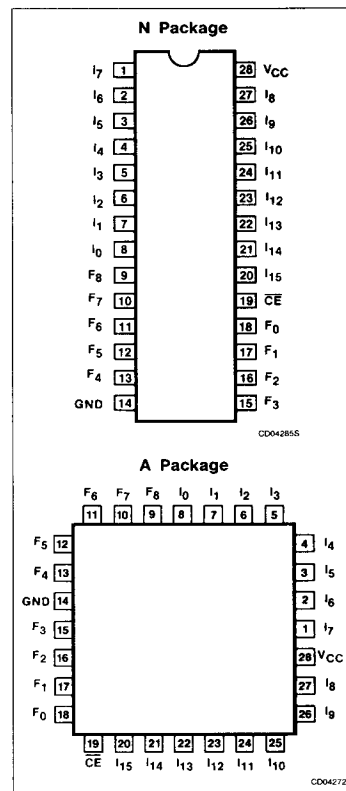 N Package
I7 1 28 VCC
I6 2 27 I8
I5 3 26 I9
I4 4 25 I10
I3 5 24 I11
I2 6 23 I12
I1 7 22 I13
I0 8 21 I14
F8 9 20 I15
F7 10 19 C̅E̅
F6 11 18 F0
F5 12 17 F1
F4 13 16 F2
GND 14 15 F3
CD04285S
A Package
F6 F7 F8 I0 I1 I2 I3
11 10 9 8 7 6 5
F5 12 4 I4
F4 13 3 I5
GND 14 2 I6
F3 15 1 I7
F2 16 28 VCC
F1 17 27 I8
F0 18 26 I9
19 20 21 22 23 24 25
C̅E̅ I15 I14 I13 I12 I11 I10
CD04272